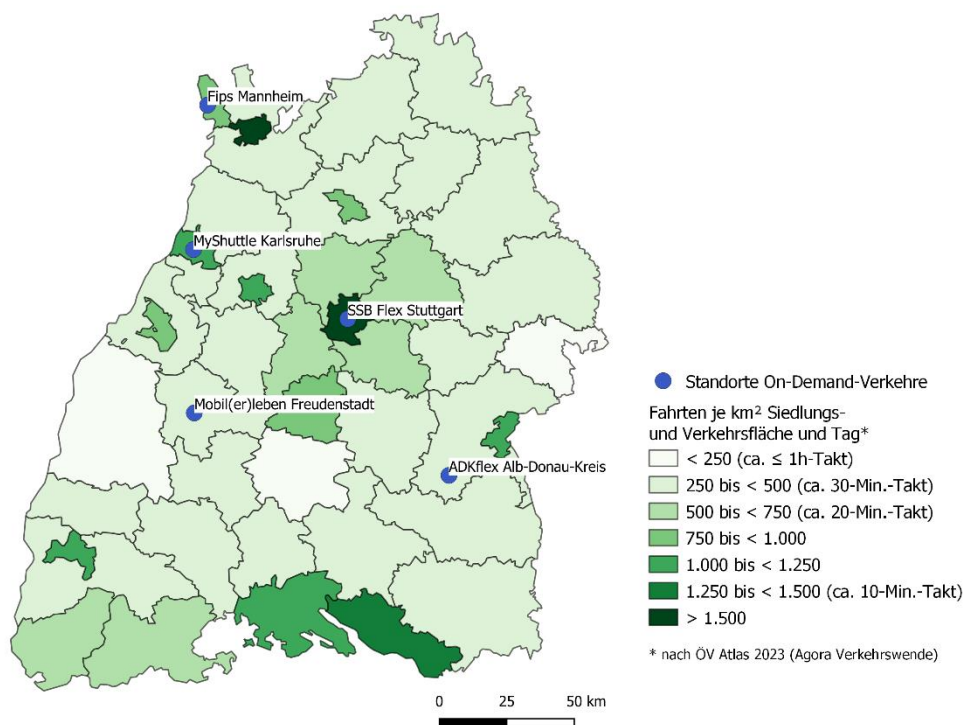 Fips Mannheim
MyShuttle Karlsruhe
SSB Flex Stuttgart
Mobil(er)leben Freudenstadt
ADKflex Alb-Donau-Kreis
Standorte On-Demand-Verkehre
Fahrten je km² Siedlungs-
und Verkehrsfläche und Tag*
< 250 (ca. ≤ 1h-Takt)
250 bis < 500 (ca. 30-Min.-Takt)
500 bis < 750 (ca. 20-Min.-Takt)
750 bis < 1.000
1.000 bis < 1.250
1.250 bis < 1.500 (ca. 10-Min.-Takt)
> 1.500
* nach ÖV Atlas 2023 (Agora Verkehrswende)
0 25 50 km